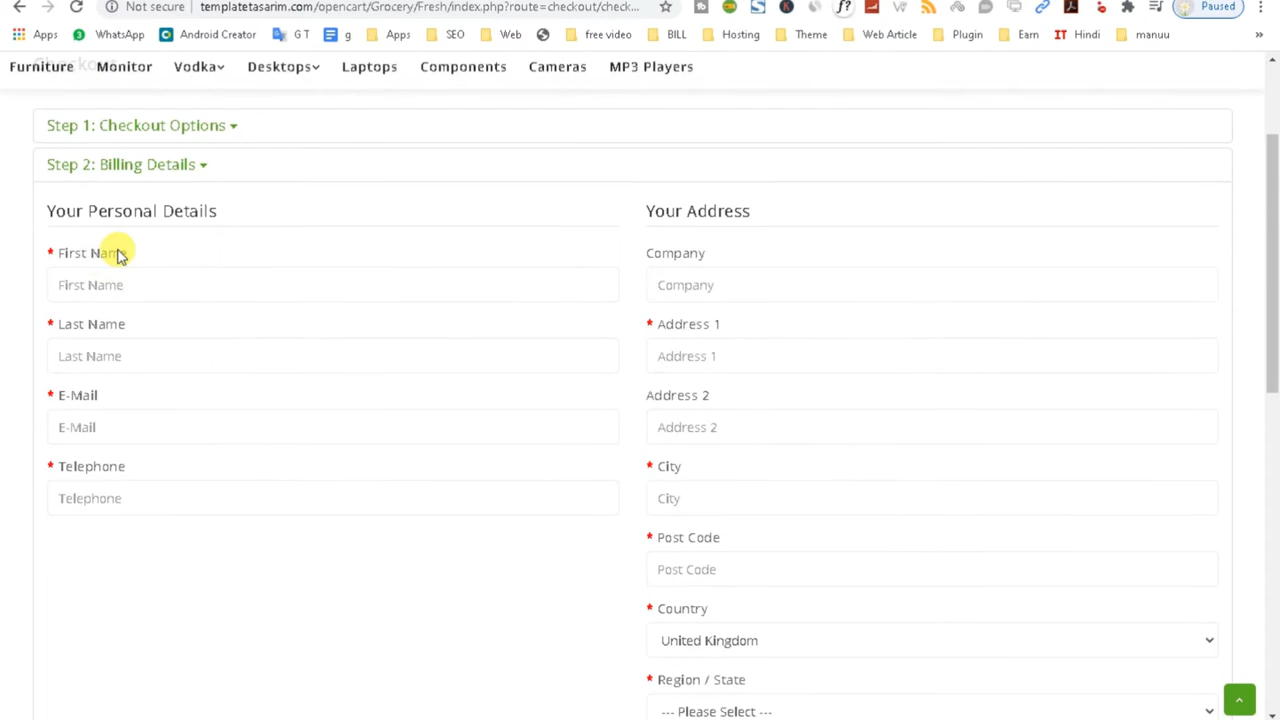 Not secure templatetasarim.com/opencart/Grocery/Fresh/index.php?route=checkout/check... Paused
Apps WhatsApp Android Creator G T g Apps SEO Web free video BILL Hosting Theme Web Article Plugin Earn IT Hindi manuu »
Furniture Monitor Vodka Desktops Laptops Components Cameras MP3 Players
Step 1: Checkout Options
Step 2: Billing Details
Your Personal Details
* First Name
First Name
* Last Name
Last Name
* E-Mail
E-Mail
* Telephone
Telephone
Your Address
Company
Company
* Address 1
Address 1
Address 2
Address 2
* City
City
* Post Code
Post Code
* Country
United Kingdom
* Region / State
--- Please Select ---